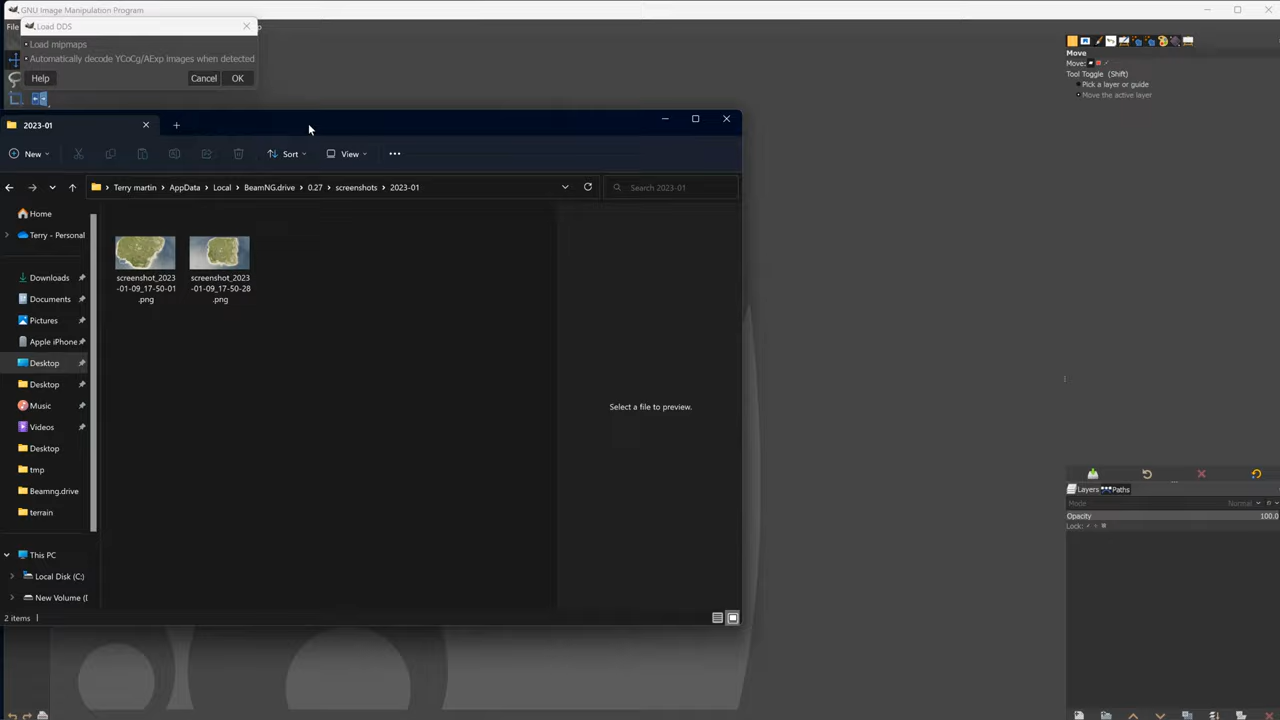 GNU Image Manipulation Program
File
Load DDS
Load mipmaps
Automatically decode YCoCg/AExp images when detected
Help
Cancel
OK
Move
Move:
Tool Toggle (Shift)
Pick a layer or guide
Move the active layer
2023-01
New
Sort
View
Terry martin > AppData > Local > BeamNG.drive > 0.27 > screenshots > 2023-01
Search 2023-01
Home
Terry - Personal
Downloads
Documents
Pictures
Apple iPhone
Desktop
Desktop
Music
Videos
Desktop
tmp
Beamng.drive
terrain
This PC
Local Disk (C:)
New Volume (D
screenshot_2023
-01-09_17-50-01
.png
screenshot_2023
-01-09_17-50-28
.png
Select a file to preview.
2 items
Layers
Paths
Mode
Normal
Opacity
100.0
Lock: